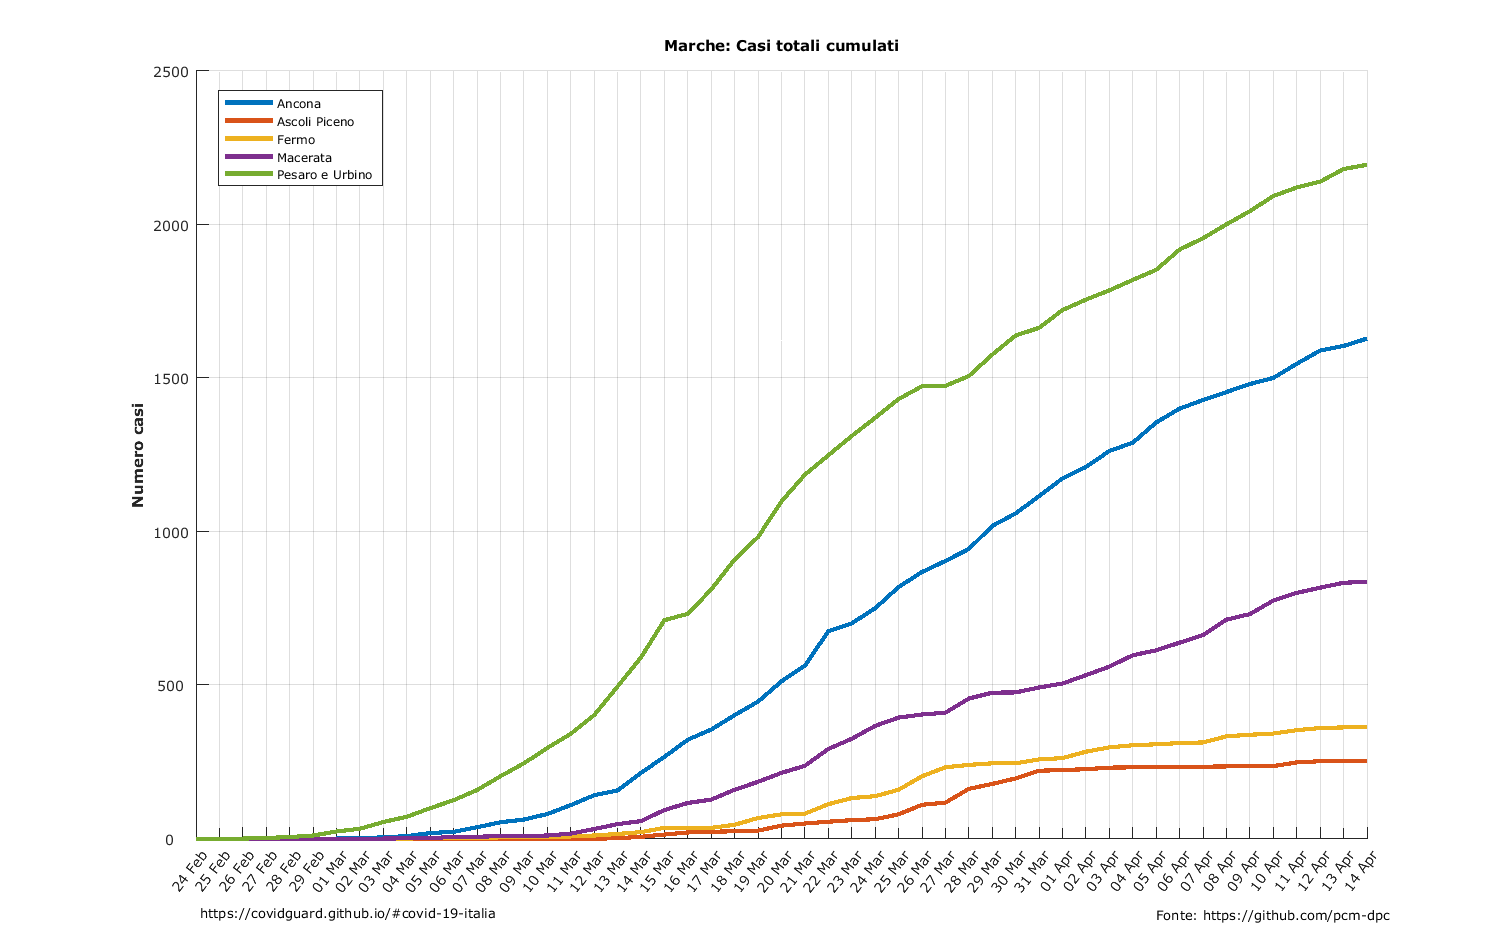 Marche: Casi totali cumulati
2500
2000
1500
1000
500
0
Numero casi
Ancona
Ascoli Piceno
Fermo
Macerata
Pesaro e Urbino
24 Feb
25 Feb
26 Feb
27 Feb
28 Feb
29 Feb
01 Mar
02 Mar
03 Mar
04 Mar
05 Mar
06 Mar
07 Mar
08 Mar
09 Mar
10 Mar
11 Mar
12 Mar
13 Mar
14 Mar
15 Mar
16 Mar
17 Mar
18 Mar
19 Mar
20 Mar
21 Mar
22 Mar
23 Mar
24 Mar
25 Mar
26 Mar
27 Mar
28 Mar
29 Mar
30 Mar
31 Mar
01 Apr
02 Apr
03 Apr
04 Apr
05 Apr
06 Apr
07 Apr
08 Apr
09 Apr
10 Apr
11 Apr
12 Apr
13 Apr
14 Apr
https://covidguard.github.io/#covid-19-italia
Fonte: https://github.com/pcm-dpc